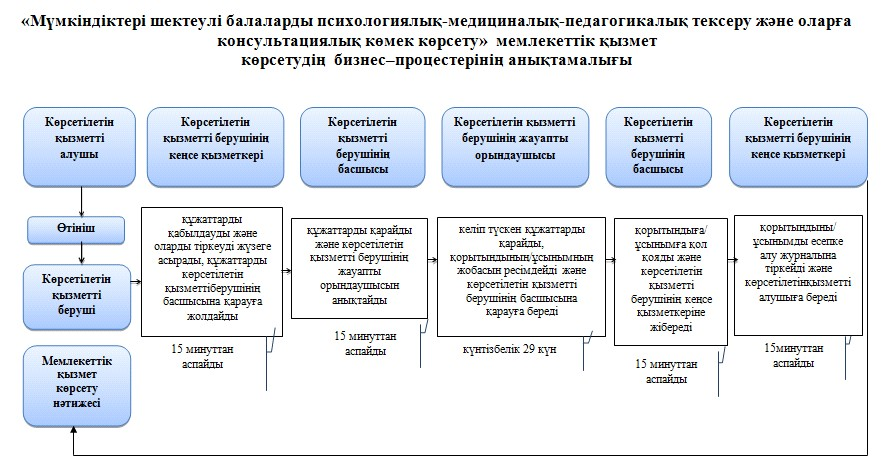 «Мүмкіндіктері шектеулі балаларды психологиялық-медициналық-педагогикалық тексеру және оларға
консультациялық көмек көрсету» мемлекеттік қызмет
көрсетудің бизнес–процестерінің анықтамалығы
Көрсетілетін
қызметті
алушы
Көрсетілетін
қызметті берушінің
кеңсе қызметкері
Көрсетілетін
қызметті
берушінің
басшысы
Көрсетілетін қызметті
берушінің жауапты
орындаушысы
Көрсетілетін
қызметті
берушінің
басшысы
Көрсетілетін
қызметті берушінің
кеңсе қызметкері
Өтініш
Көрсетілетін
қызметті
беруші
Мемлекеттік
қызмет
көрсету
нәтижесі
құжаттарды
қабылдауды және
оларды тіркеуді жүзеге
асырады, құжаттарды
көрсетілетін
қызметтіберушінің
басшысына қарауға
жолдайды
15 минуттан
аспайды
құжаттарды қарайды
және көрсетілетін
қызметті берушінің
жауапты
орындаушысын
анықтайды
15 минуттан
аспайды
келіп түскен құжаттарды
қарайды,
қорытындының/ұсынымның
жобасын ресімдейді және
көрсетілетін қызметті
берушінің басшысына
қарауға береді
күнтізбелік 29 күн
қорытындыға/
ұсынымға қол
қояды және
көрсетілетін
қызметті
берушінің кеңсе
қызметкеріне
жібереді
15 минуттан
аспайды
қорытындыны/
ұсынымды есепке
алу журналына
тіркейді және
көрсетілетінқызметті
алушыға береді
15минуттан
аспайды